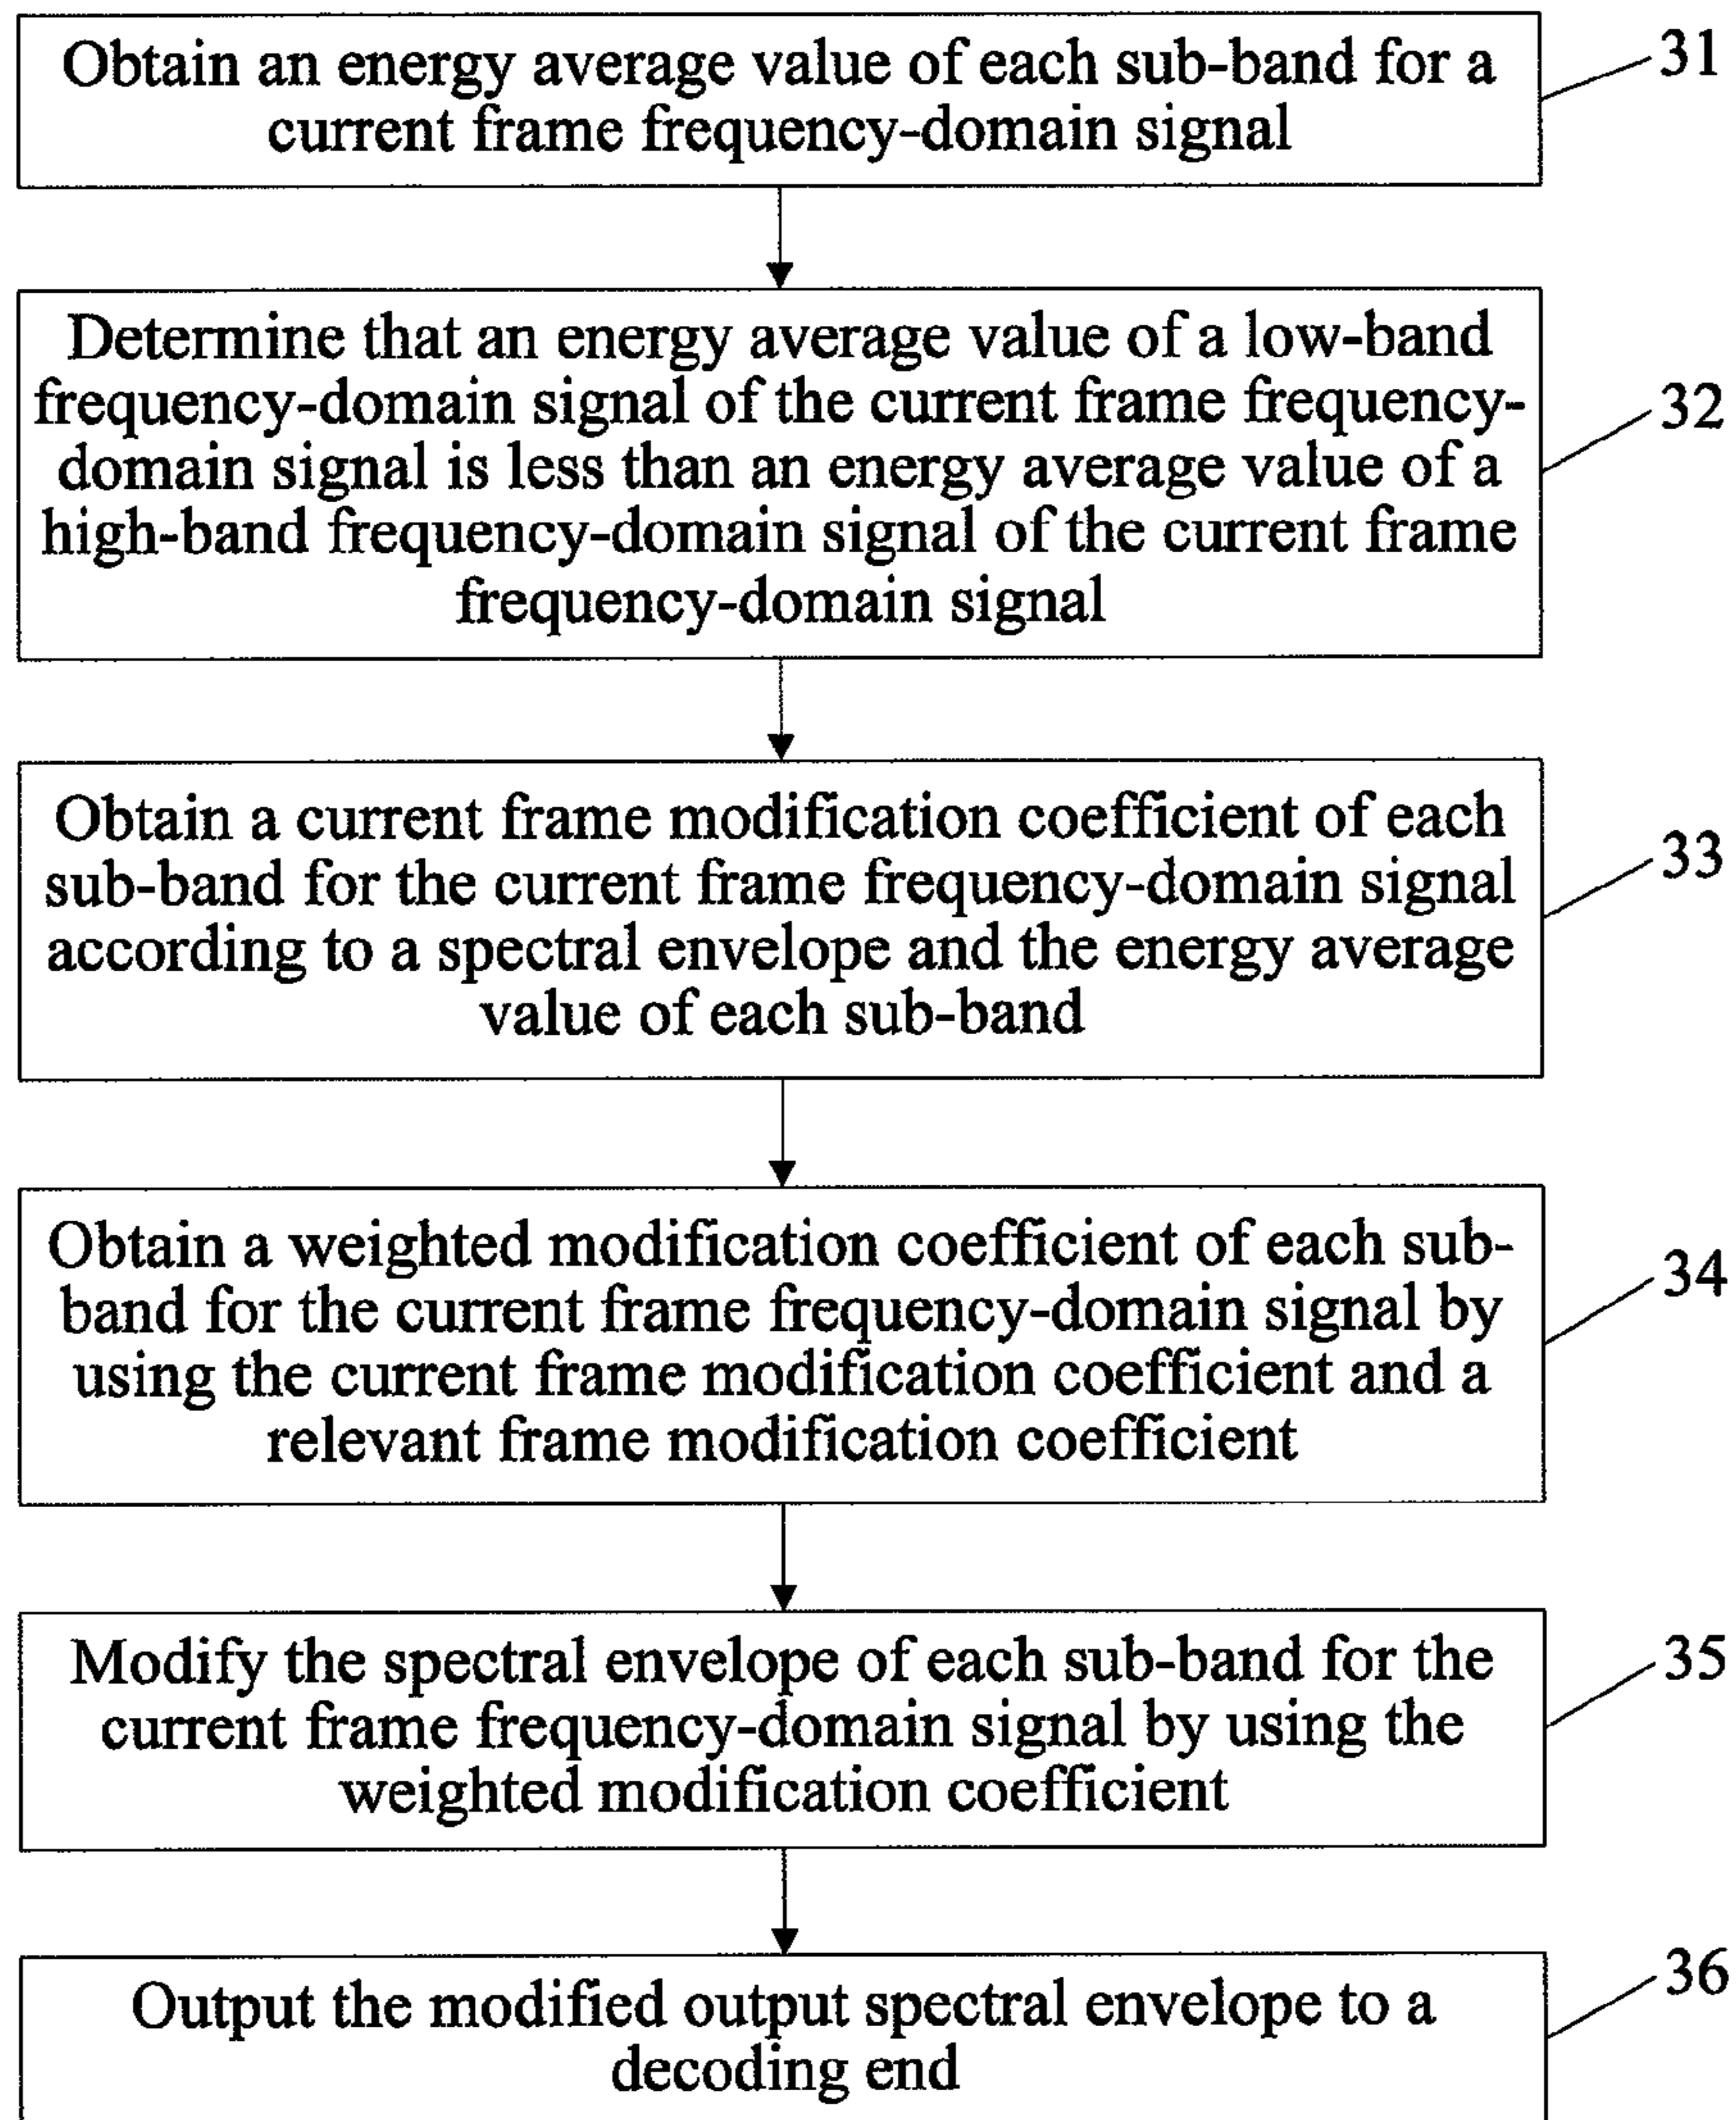 Obtain an energy average value of each sub-band for a
current frame frequency-domain signal
31
Determine that an energy average value of a low-band
frequency-domain signal of the current frame frequency-
domain signal is less than an energy average value of a
high-band frequency-domain signal of the current frame
frequency-domain signal
32
Obtain a current frame modification coefficient of each
sub-band for the current frame frequency-domain signal
according to a spectral envelope and the energy average
value of each sub-band
33
Obtain a weighted modification coefficient of each sub-
band for the current frame frequency-domain signal by
using the current frame modification coefficient and a
relevant frame modification coefficient
34
Modify the spectral envelope of each sub-band for the
current frame frequency-domain signal by using the
weighted modification coefficient
35
Output the modified output spectral envelope to a
decoding end
36